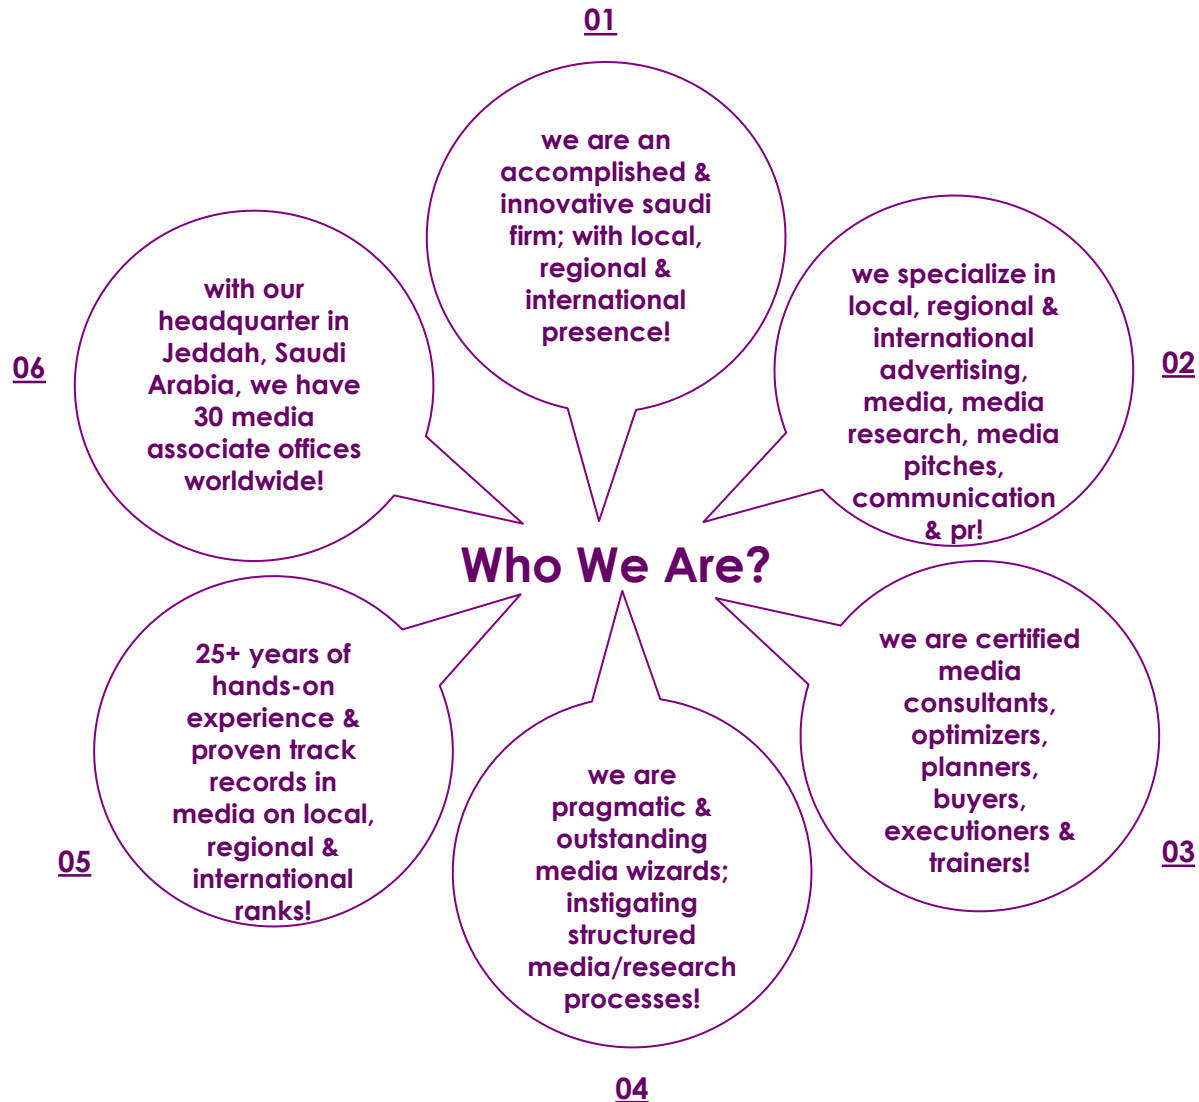 01
we are an
accomplished &
innovative saudi
firm; with local,
regional &
international
presence!
we specialize in
local, regional &
international
advertising,
media, media
research, media
pitches,
communication
& pr!
02
we are certified
media
consultants,
optimizers,
planners,
buyers,
executioners &
trainers!
03
we are
pragmatic &
outstanding
media wizards;
instigating
structured
media/research
processes!
04
25+ years of
hands-on
experience &
proven track
records in
media on local,
regional &
international
ranks!
05
with our
headquarter in
Jeddah, Saudi
Arabia, we have
30 media
associate offices
worldwide!
06
Who We Are?